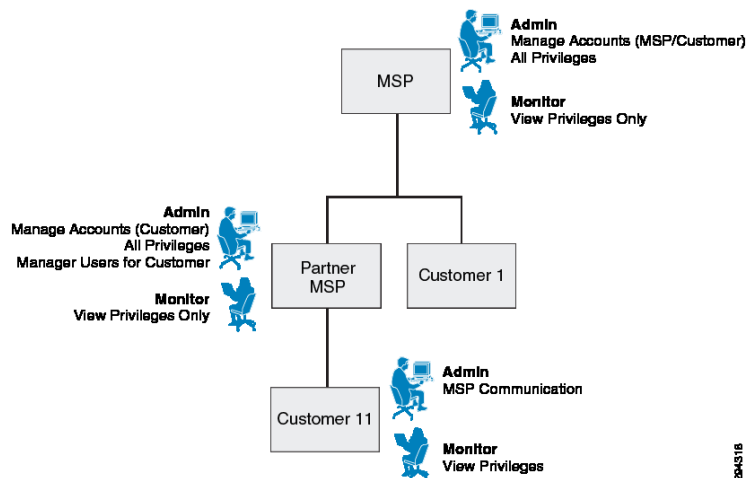 Admin
Manage Accounts (MSP/Customer)
All Privileges
MSP
Monitor
View Privileges Only
Admin
Manage Accounts (Customer)
All Privileges
Manager Users for Customer
Monitor
View Privileges Only
Partner
MSP
Customer 1
Admin
MSP Communication
Customer 11
Monitor
View Privileges
294316